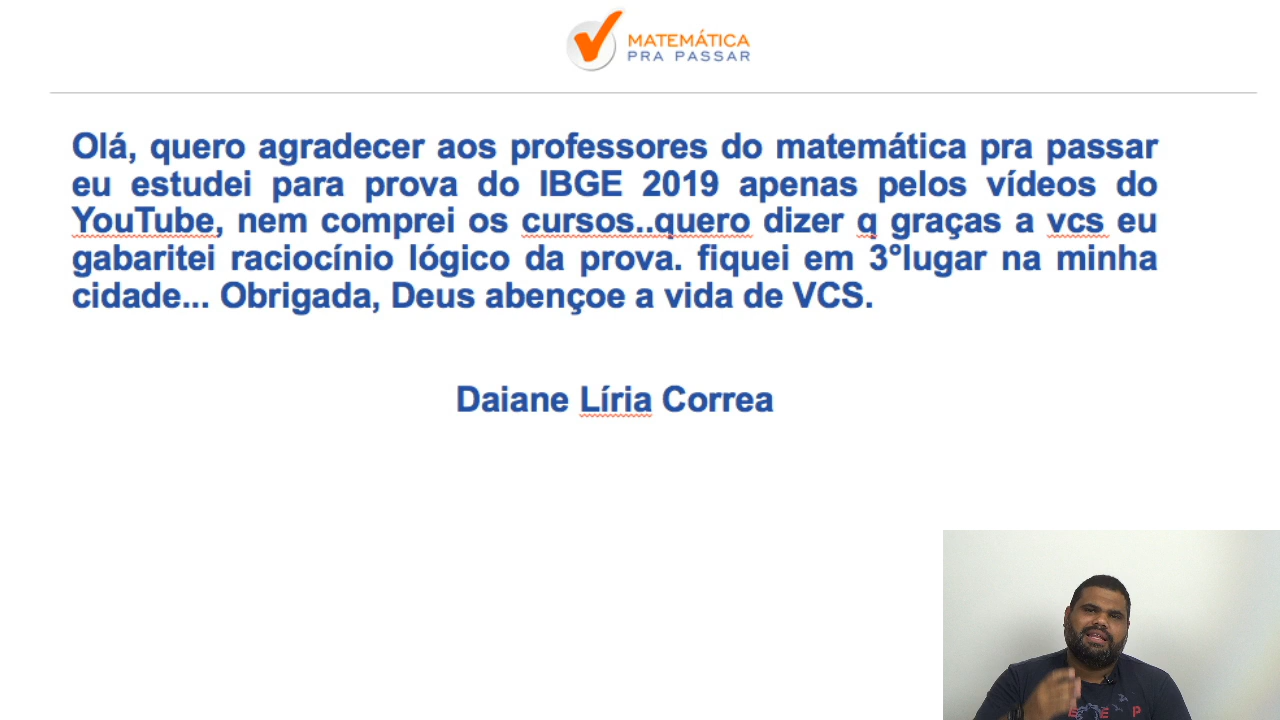 MATEMÁTICA
PRA PASSAR
Olá, quero agradecer aos professores do matemática pra passar
eu estudei para prova do IBGE 2019 apenas pelos vídeos do
YouTube, nem comprei os cursos..quero dizer q graças a vcs eu
gabaritei raciocínio lógico da prova. fiquei em 3°lugar na minha
cidade... Obrigada, Deus abençoe a vida de VCS.
Daiane Líria Correa